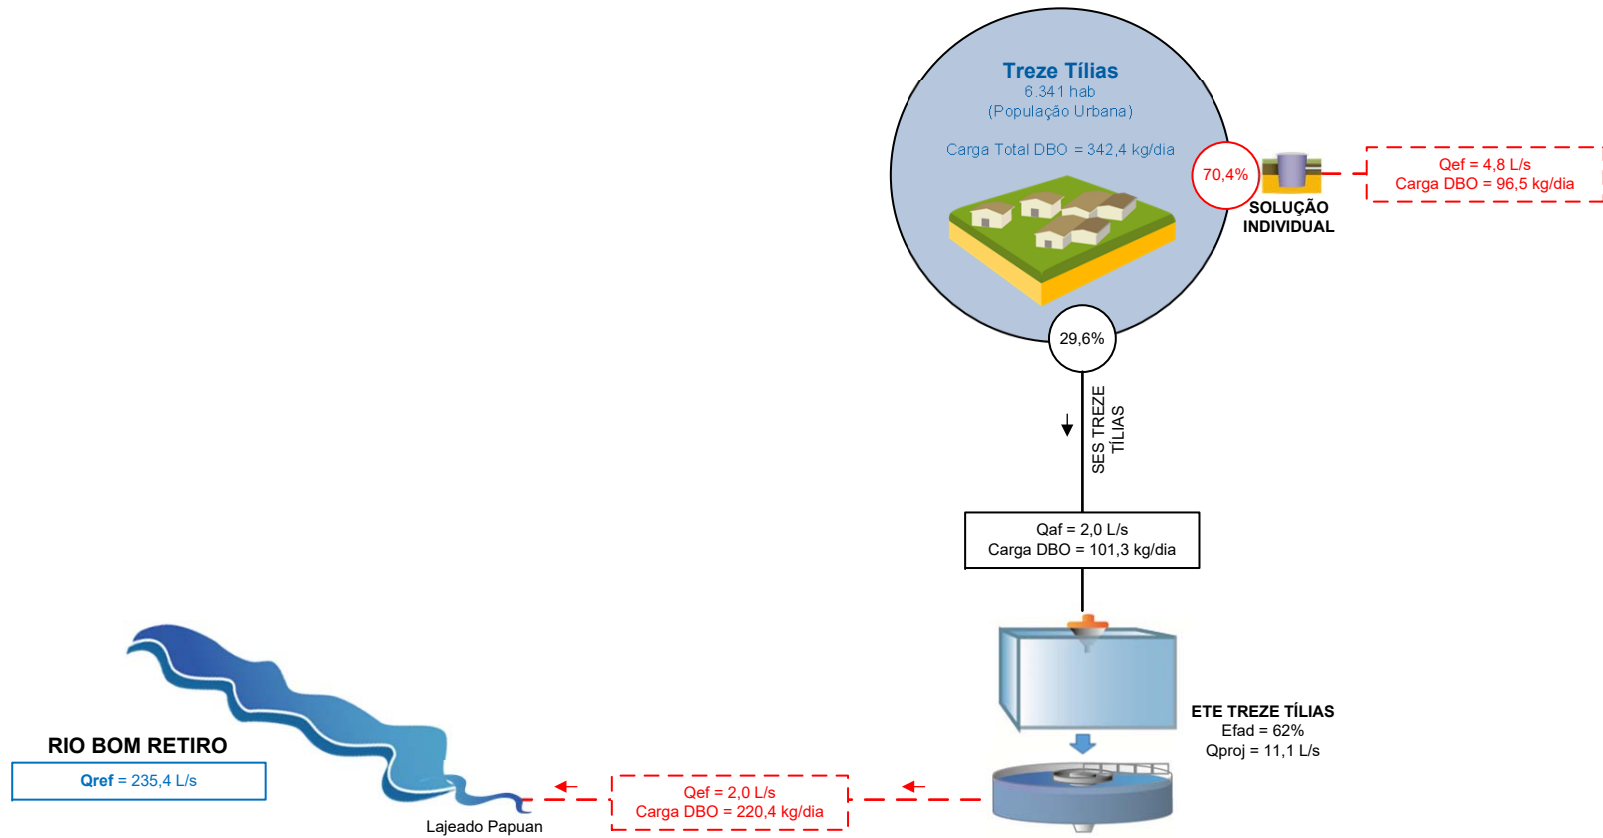 Treze Tílias
6.341 hab
(População Urbana)
Carga Total DBO = 342,4 kg/dia
70,4%
SOLUÇÃO
INDIVIDUAL
Qef = 4,8 L/s
Carga DBO = 96,5 kg/dia
29,6%
SES TREZE
TÍLIAS
Qaf = 2,0 L/s
Carga DBO = 101,3 kg/dia
ETE TREZE TÍLIAS
Efad = 62%
Qproj = 11,1 L/s
RIO BOM RETIRO
Qref = 235,4 L/s
Lajeado Papuan
Qef = 2,0 L/s
Carga DBO = 220,4 kg/dia